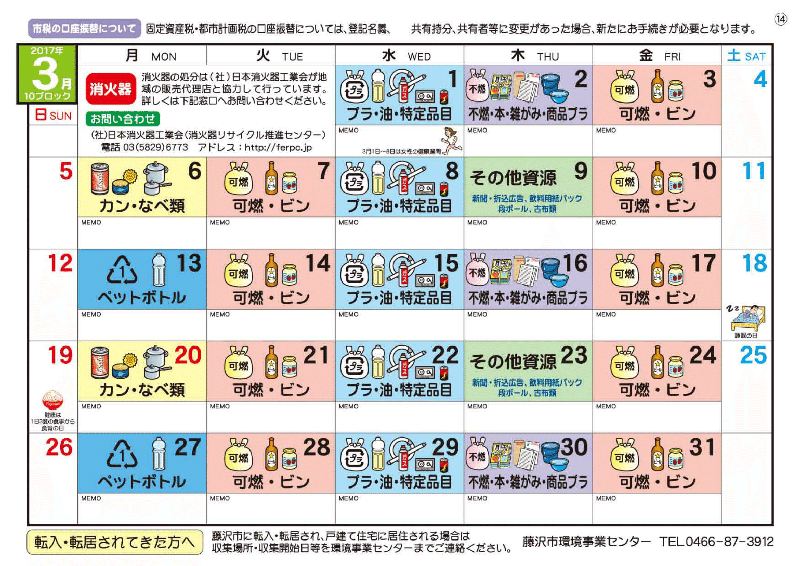 市税の口座振替について 固定資産税・都市計画税の口座振替については、登記名義、 共有持分、共有者等に変更があった場合、新たにお手続きが必要となります。 ⑭
2017年
3月
10ブロック
月 MON 火 TUE 水 WED 木 THU 金 FRI 土 SAT
日 SUN
消火器
消火器の処分は(社)日本消火器工業会が地
域の販売代理店と協力して行っています。
詳しくは下記窓口へお問い合わせください。
お問い合わせ
(社)日本消火器工業会(消火器リサイクル推進センター)
電話 03(5829)6773 アドレス:http://ferpc.jp
1
プラ
プラ・油・特定品目
MEMO
3月1日〜8日は女性の健康週間
2
不燃
不燃・本・雑がみ・商品プラ
MEMO
3
可燃
可燃・ビン
MEMO
4
5
6
カン・なべ類
MEMO
7
可燃
可燃・ビン
MEMO
8
プラ
プラ・油・特定品目
MEMO
9
その他資源
新聞・折込広告、飲料用紙パック
段ボール、古布類
MEMO
10
可燃
可燃・ビン
MEMO
11
12
13
1
ペットボトル
MEMO
14
可燃
可燃・ビン
MEMO
15
プラ
プラ・油・特定品目
MEMO
16
不燃
不燃・本・雑がみ・商品プラ
MEMO
17
可燃
可燃・ビン
MEMO
18
zz
睡眠の日
19
健康は
1日3度の食事から
食育の日
20
カン・なべ類
MEMO
21
可燃
可燃・ビン
MEMO
22
プラ
プラ・油・特定品目
MEMO
23
その他資源
新聞・折込広告、飲料用紙パック
段ボール、古布類
MEMO
24
可燃
可燃・ビン
MEMO
25
26
27
1
ペットボトル
MEMO
28
可燃
可燃・ビン
MEMO
29
プラ
プラ・油・特定品目
MEMO
30
不燃
不燃・本・雑がみ・商品プラ
MEMO
31
可燃
可燃・ビン
MEMO
転入・転居されてきた方へ
藤沢市に転入・転居され、戸建て住宅に居住される場合は
収集場所・収集開始日等を環境事業センターまでご連絡ください。
藤沢市環境事業センター TEL0466-87-3912